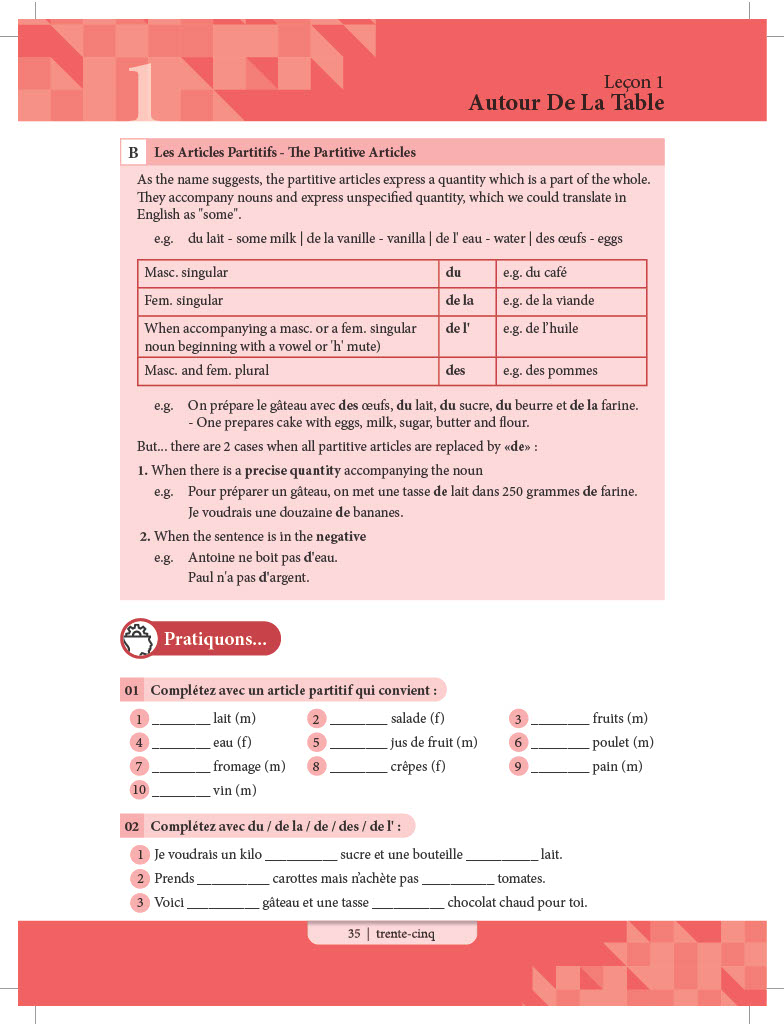 1
Leçon 1
Autour De La Table
B Les Articles Partitifs - The Partitive Articles
As the name suggests, the partitive articles express a quantity which is a part of the whole.
They accompany nouns and express unspecified quantity, which we could translate in
English as "some".
e.g. du lait - some milk | de la vanille - vanilla | de l' eau - water | des œufs - eggs
Masc. singular du e.g. du café
Fem. singular de la e.g. de la viande
When accompanying a masc. or a fem. singular de l' e.g. de l'huile
noun beginning with a vowel or 'h' mute)
Masc. and fem. plural des e.g. des pommes
e.g. On prépare le gâteau avec des œufs, du lait, du sucre, du beurre et de la farine.
- One prepares cake with eggs, milk, sugar, butter and flour.
But... there are 2 cases when all partitive articles are replaced by «de» :
1. When there is a precise quantity accompanying the noun
e.g. Pour préparer un gâteau, on met une tasse de lait dans 250 grammes de farine.
Je voudrais une douzaine de bananes.
2. When the sentence is in the negative
e.g. Antoine ne boit pas d'eau.
Paul n'a pas d'argent.
Pratiquons...
01 Complétez avec un article partitif qui convient :
1 ________ lait (m) 2 ________ salade (f) 3 ________ fruits (m)
4 ________ eau (f) 5 ________ jus de fruit (m) 6 ________ poulet (m)
7 ________ fromage (m) 8 ________ crêpes (f) 9 ________ pain (m)
10 ________ vin (m)
02 Complétez avec du / de la / de / des / de l' :
1 Je voudrais un kilo __________ sucre et une bouteille __________ lait.
2 Prends __________ carottes mais n'achète pas __________ tomates.
3 Voici __________ gâteau et une tasse __________ chocolat chaud pour toi.
35 | trente-cinq